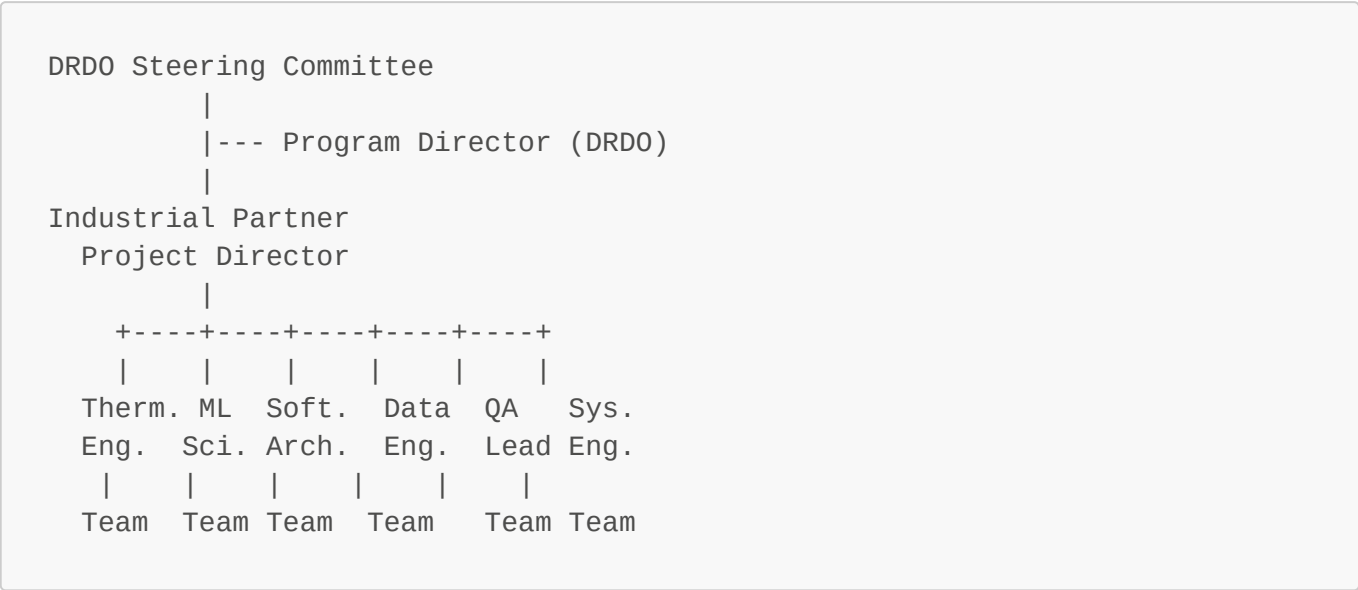 DRDO Steering Committee
|
|--- Program Director (DRDO)
|
Industrial Partner
Project Director
|
+----+----+----+----+----+
| | | | | |
Therm. ML Soft. Data QA Sys.
Eng. Sci. Arch. Eng. Lead Eng.
| | | | | |
Team Team Team Team Team Team